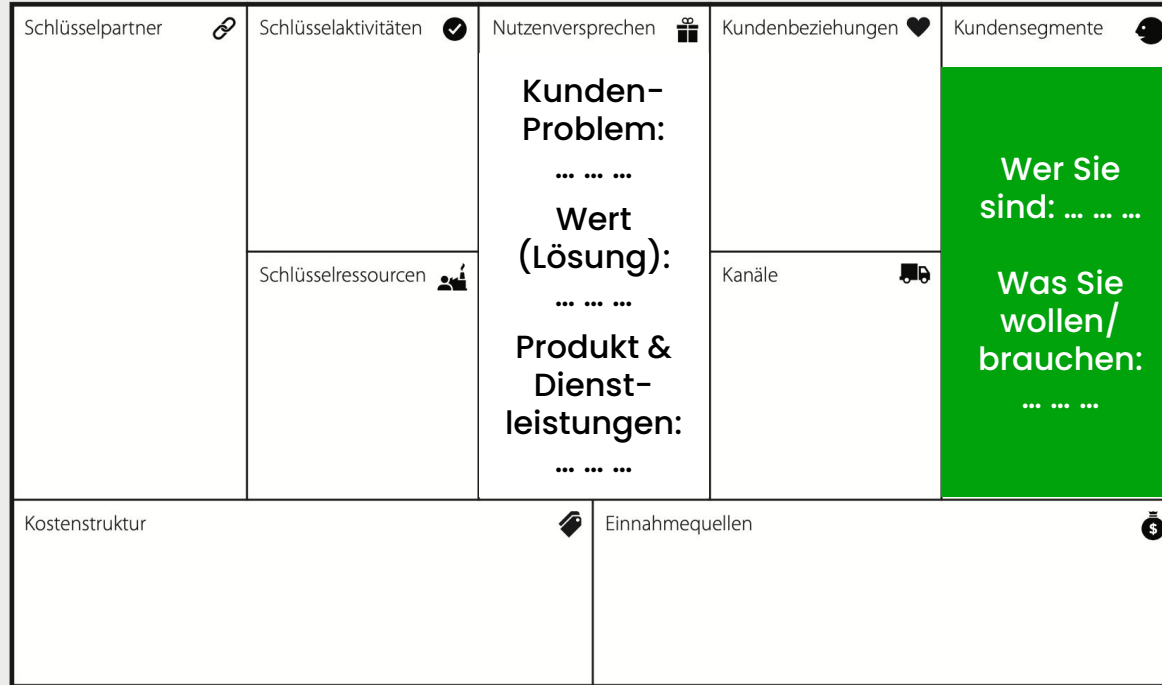 Schlüsselpartner
Schlüsselaktivitäten
Nutzenversprechen
Kundenbeziehungen
Kundensegmente
Kunden-
Problem:
... ... ...
Wert
(Lösung):
... ... ...
Produkt &
Dienst-
leistungen:
... ... ...
Wer Sie
sind: ... ... ...
Was Sie
wollen/
brauchen:
... ... ...
Schlüsselressourcen
Kanäle
Kostenstruktur
Einnahmequellen
$